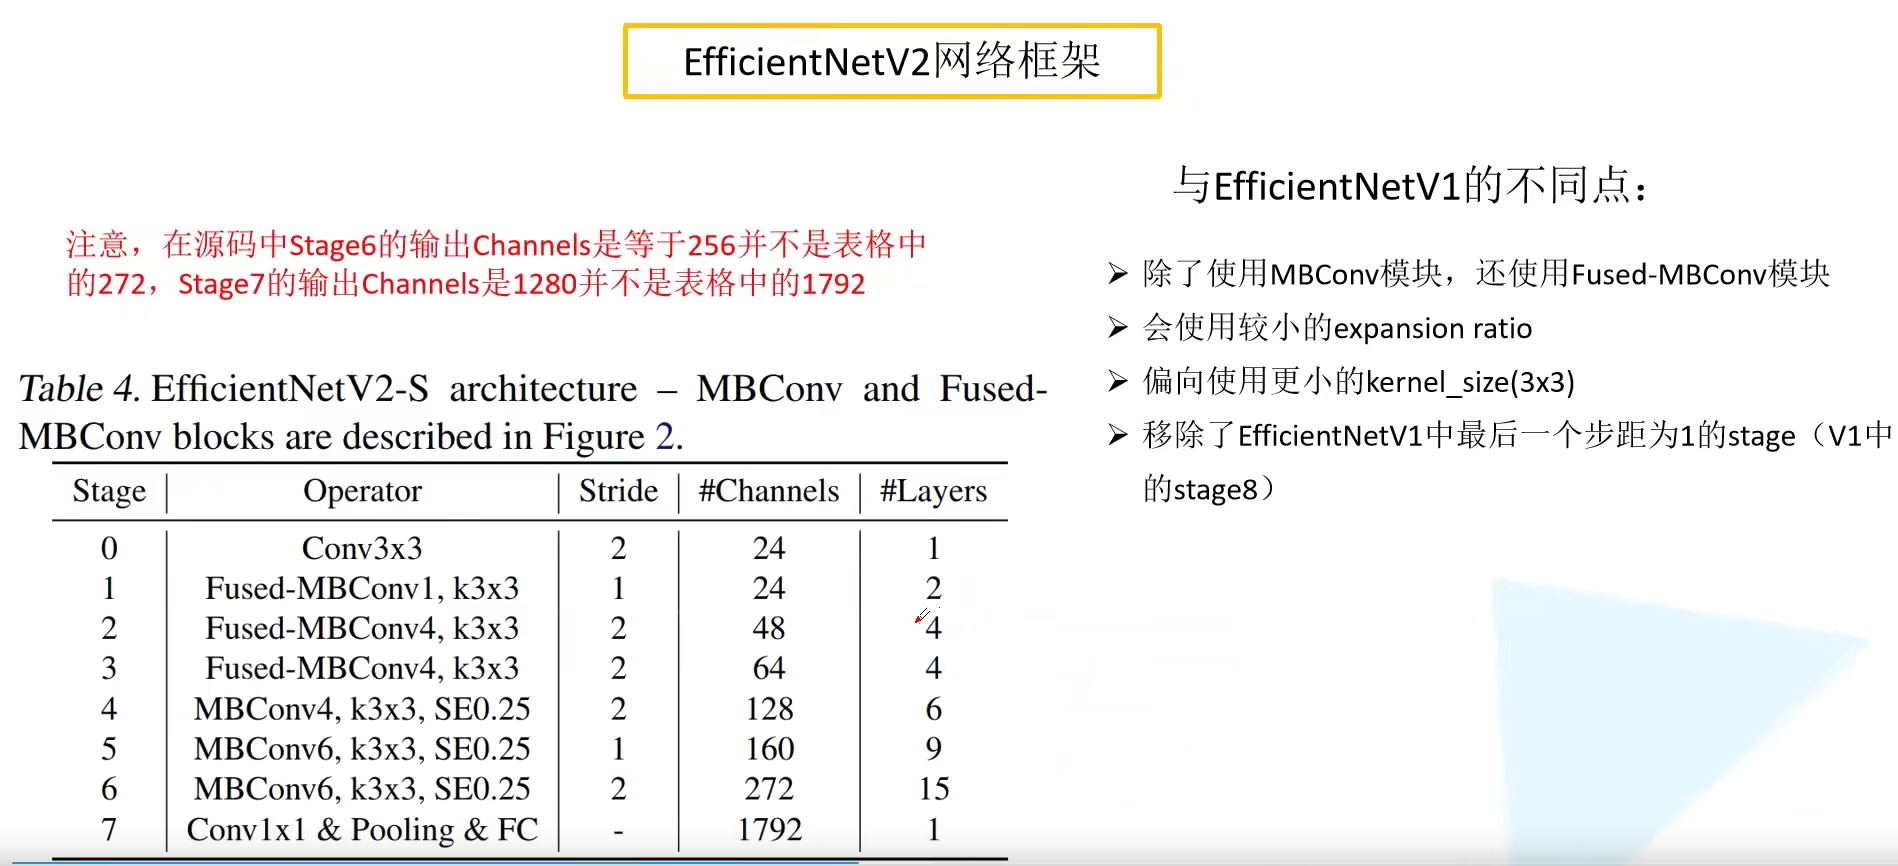 EfficientNetV2网络框架
与EfficientNetV1的不同点：
注意，在源码中Stage6的输出Channels是等于256并不是表格中
的272，Stage7的输出Channels是1280并不是表格中的1792
➢ 除了使用MBConv模块，还使用Fused-MBConv模块
➢ 会使用较小的expansion ratio
➢ 偏向使用更小的kernel_size(3x3)
➢ 移除了EfficientNetV1中最后一个步距为1的stage（V1中
的stage8）
Table 4. EfficientNetV2-S architecture – MBConv and Fused-
MBConv blocks are described in Figure 2.
Stage Operator Stride #Channels #Layers
0 Conv3x3 2 24 1
1 Fused-MBConv1, k3x3 1 24 2
2 Fused-MBConv4, k3x3 2 48 4
3 Fused-MBConv4, k3x3 2 64 4
4 MBConv4, k3x3, SE0.25 2 128 6
5 MBConv6, k3x3, SE0.25 1 160 9
6 MBConv6, k3x3, SE0.25 2 272 15
7 Conv1x1 & Pooling & FC - 1792 1